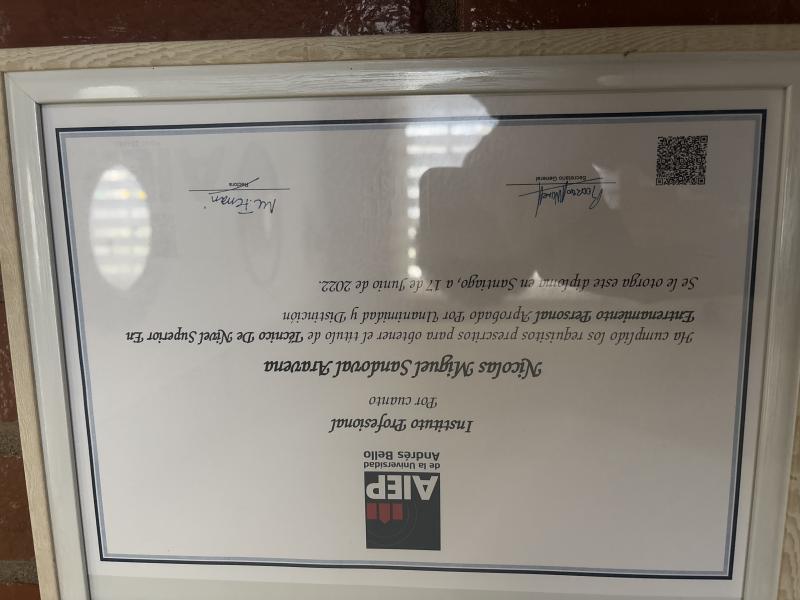 AIEP
de la Universidad
Andrés Bello
Instituto Profesional
Por cuanto
Nicolas Miguel Sandoval Aravena
Ha cumplido los requisitos para prescritos para obtener el título de Técnico De Nivel Superior En
Entrenamiento Personal Aprobado Por Unanimidad y Distinción
Se le otorga este diploma en Santiago, a 17 de Junio de 2022.
Secretario General
Rectora